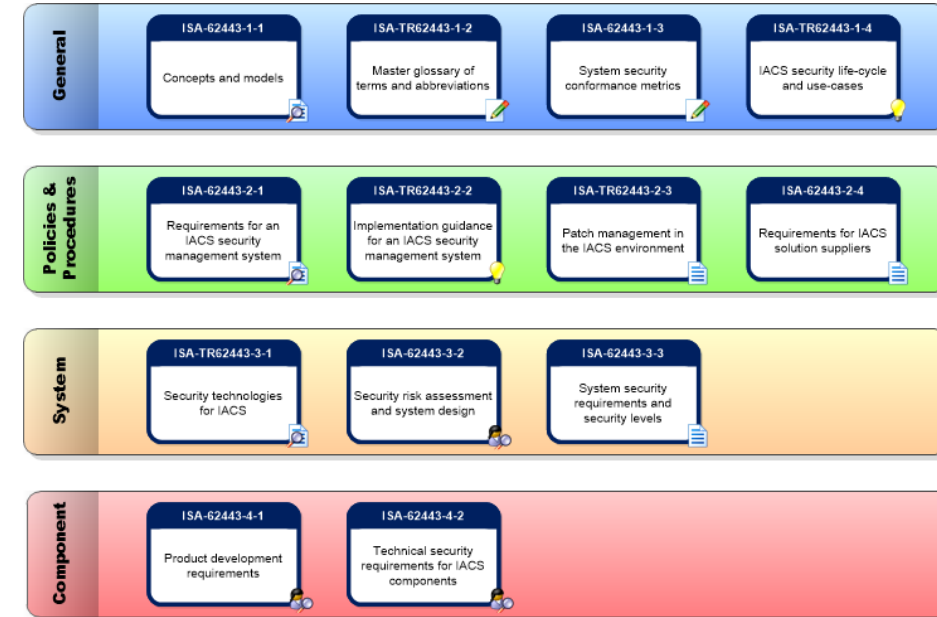 General
ISA-62443-1-1
Concepts and models
ISA-TR62443-1-2
Master glossary of
terms and abbreviations
ISA-62443-1-3
System security
conformance metrics
ISA-TR62443-1-4
IACS security life-cycle
and use-cases
Policies &
Procedures
ISA-62443-2-1
Requirements for an
IACS security
management system
ISA-TR62443-2-2
Implementation guidance
for an IACS security
management system
ISA-TR62443-2-3
Patch management in
the IACS environment
ISA-62443-2-4
Requirements for IACS
solution suppliers
System
ISA-TR62443-3-1
Security technologies
for IACS
ISA-62443-3-2
Security risk assessment
and system design
ISA-62443-3-3
System security
requirements and
security levels
Component
ISA-62443-4-1
Product development
requirements
ISA-62443-4-2
Technical security
requirements for IACS
components